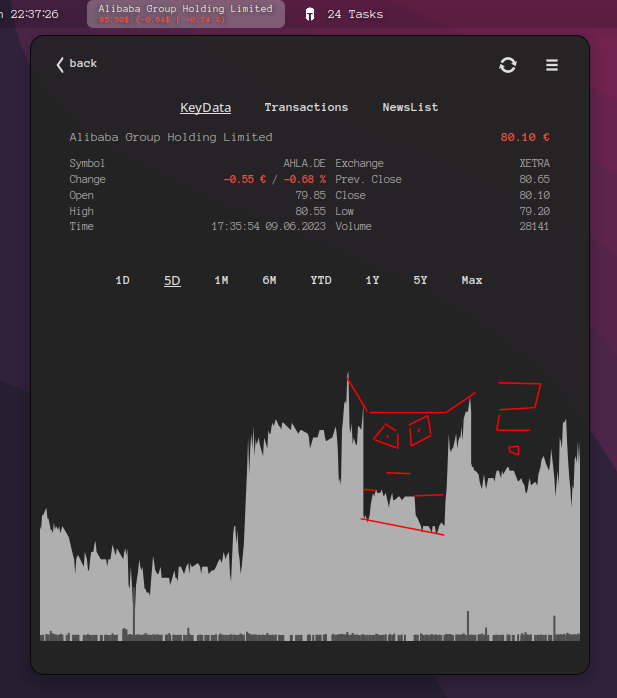 22:37:26
Alibaba Group Holding Limited
85.50$ (-0.64$ | -0.74 %)
24 Tasks
back
KeyData Transactions NewsList
Alibaba Group Holding Limited 80.10 €
Symbol AHLA.DE Exchange XETRA
Change -0.55 € / -0.68 % Prev. Close 80.65
Open 79.85 Close 80.10
High 80.55 Low 79.20
Time 17:35:54 09.06.2023 Volume 28141
1D 5D 1M 6M YTD 1Y 5Y Max
?